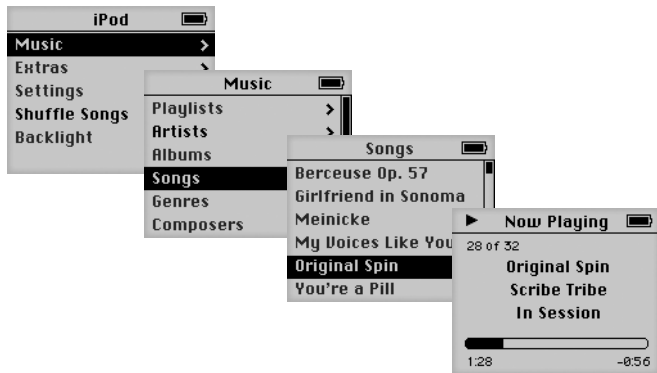 iPod
Music
Extras
Settings
Shuffle Songs
Backlight
Music
Playlists
Artists
Albums
Songs
Genres
Composers
Songs
Berceuse Op. 57
Girlfriend in Sonoma
Meinicke
My Voices Like You
Original Spin
You're a Pill
Now Playing
28 of 32
Original Spin
Scribe Tribe
In Session
1:28
-0:56